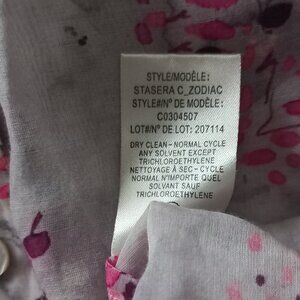 STYLE/MODÈLE:
STASERA C_ZODIAC
STYLE#/N° DE MODÈLE:
C0304507
LOT#/N° DE LOT: 207114
DRY CLEAN-NORMAL CYCLE
ANY SOLVENT EXCEPT
TRICHLOROETHYLENE
NETTOYAGE À SEC-CYCLE
NORMAL N'IMPORTE QUEL
SOLVANT SAUF
TRICHLOROETHYLENE